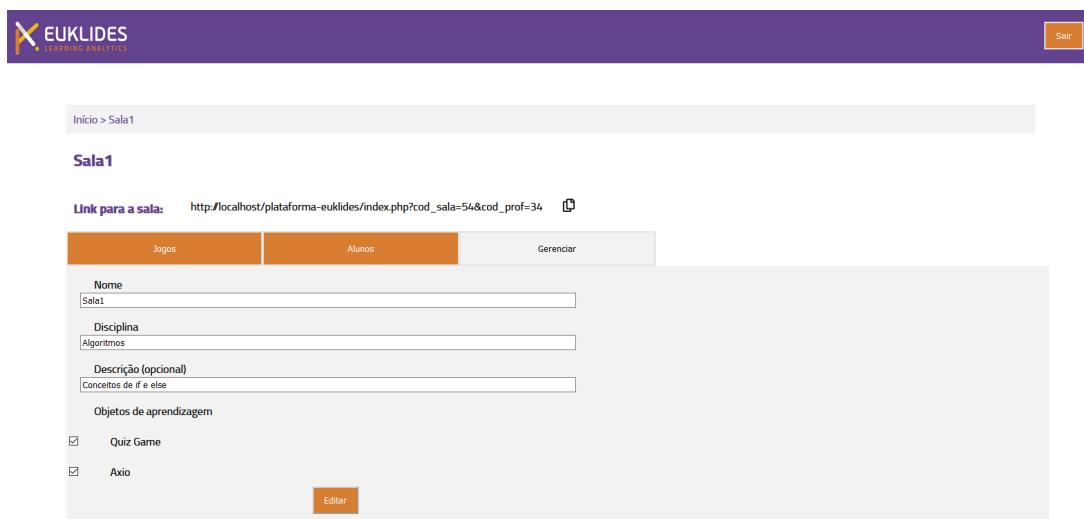 EUKLIDES
LEARNING ANALYTICS
Sair
Início > Sala1
Sala1
Link para a sala: http://localhost/plataforma-euklides/index.php?cod_sala=54&cod_prof=34
Jogos Alunos Gerenciar
Nome
Sala1
Disciplina
Algoritmos
Descrição (opcional)
Conceitos de if e else
Objetos de aprendizagem
Quiz Game
Axio
Editar